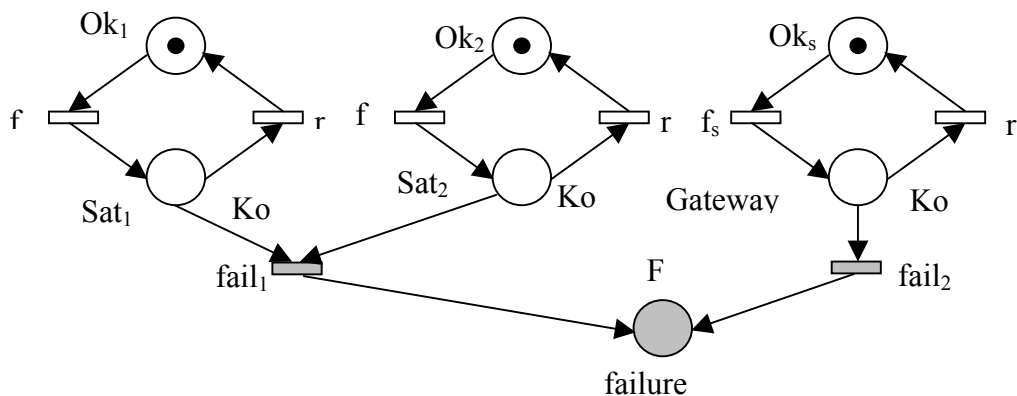 Ok₁ Ok₂ Okₛ
f r f r fₛ r
Sat₁ Ko Sat₂ Ko Gateway Ko
fail₁ F fail₂
failure